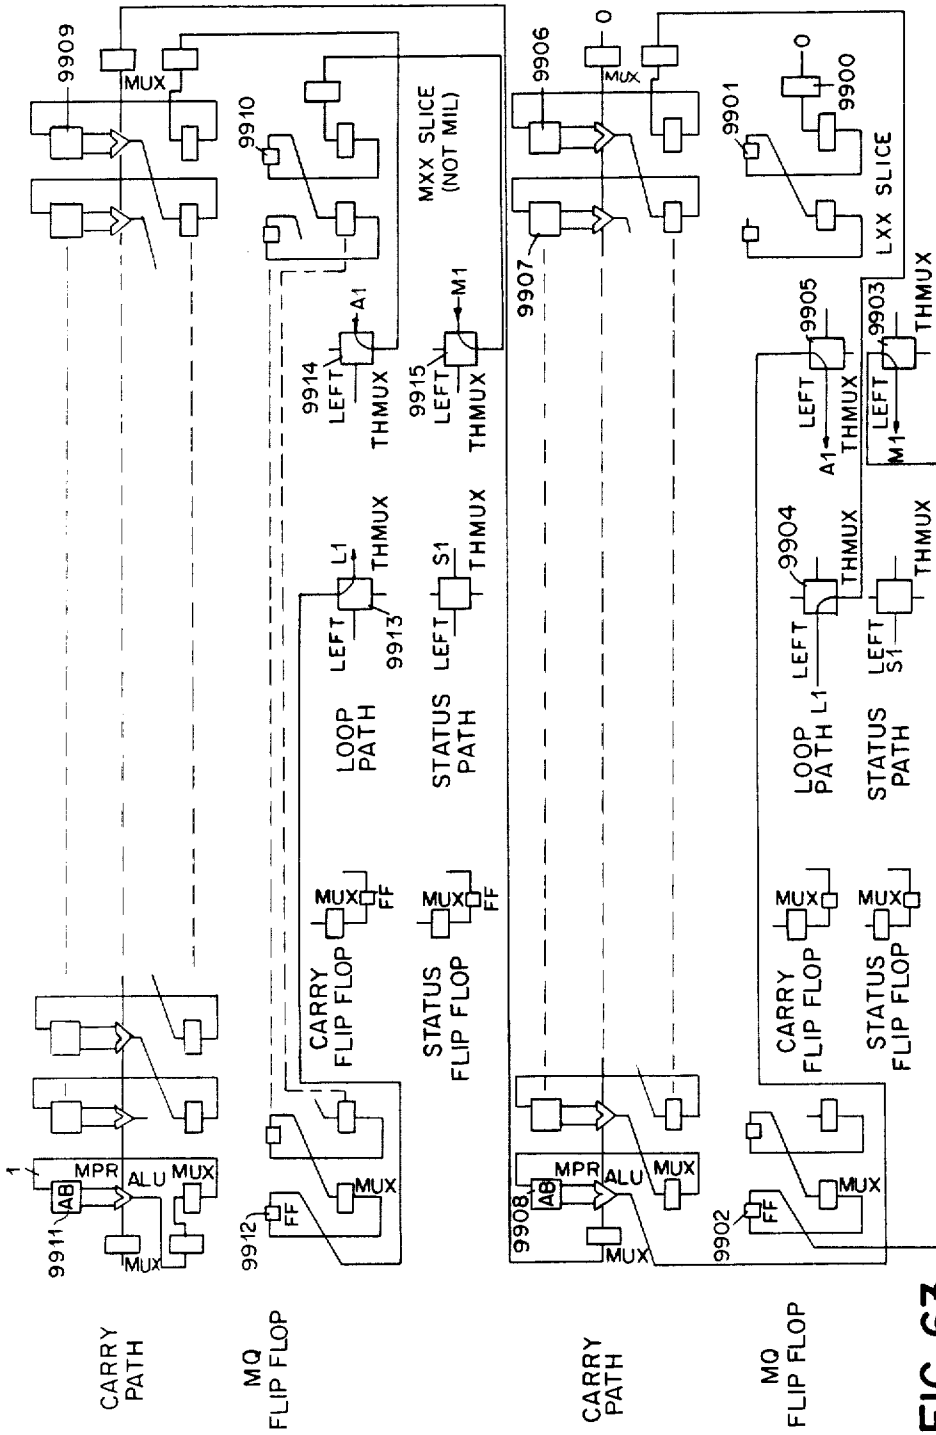 1
9909
9911
AB
MPR
ALU
MUX
MUX
MUX
CARRY
PATH
9910
9912
FF
MUX
MQ
FLIP FLOP
MXX SLICE
(NOT MIL)
CARRY
FLIP FLOP
MUX
FF
LOOP
PATH
LEFT
L1
THMUX
9913
9914
LEFT
A1
THMUX
STATUS
FLIP FLOP
MUX
FF
STATUS
PATH
LEFT
S1
THMUX
9915
LEFT
M1
THMUX
9908
AB
MPR
ALU
MUX
MUX
9907
9906
MUX
0
CARRY
PATH
9902
FF
MUX
9901
0
9900
MQ
FLIP FLOP
LXX SLICE
CARRY
FLIP FLOP
MUX
FF
LOOP
PATH
L1
LEFT
9904
THMUX
A1
LEFT
9905
THMUX
STATUS
FLIP FLOP
MUX
FF
STATUS
PATH
LEFT
S1
THMUX
M1
LEFT
9903
THMUX
FIG. 63